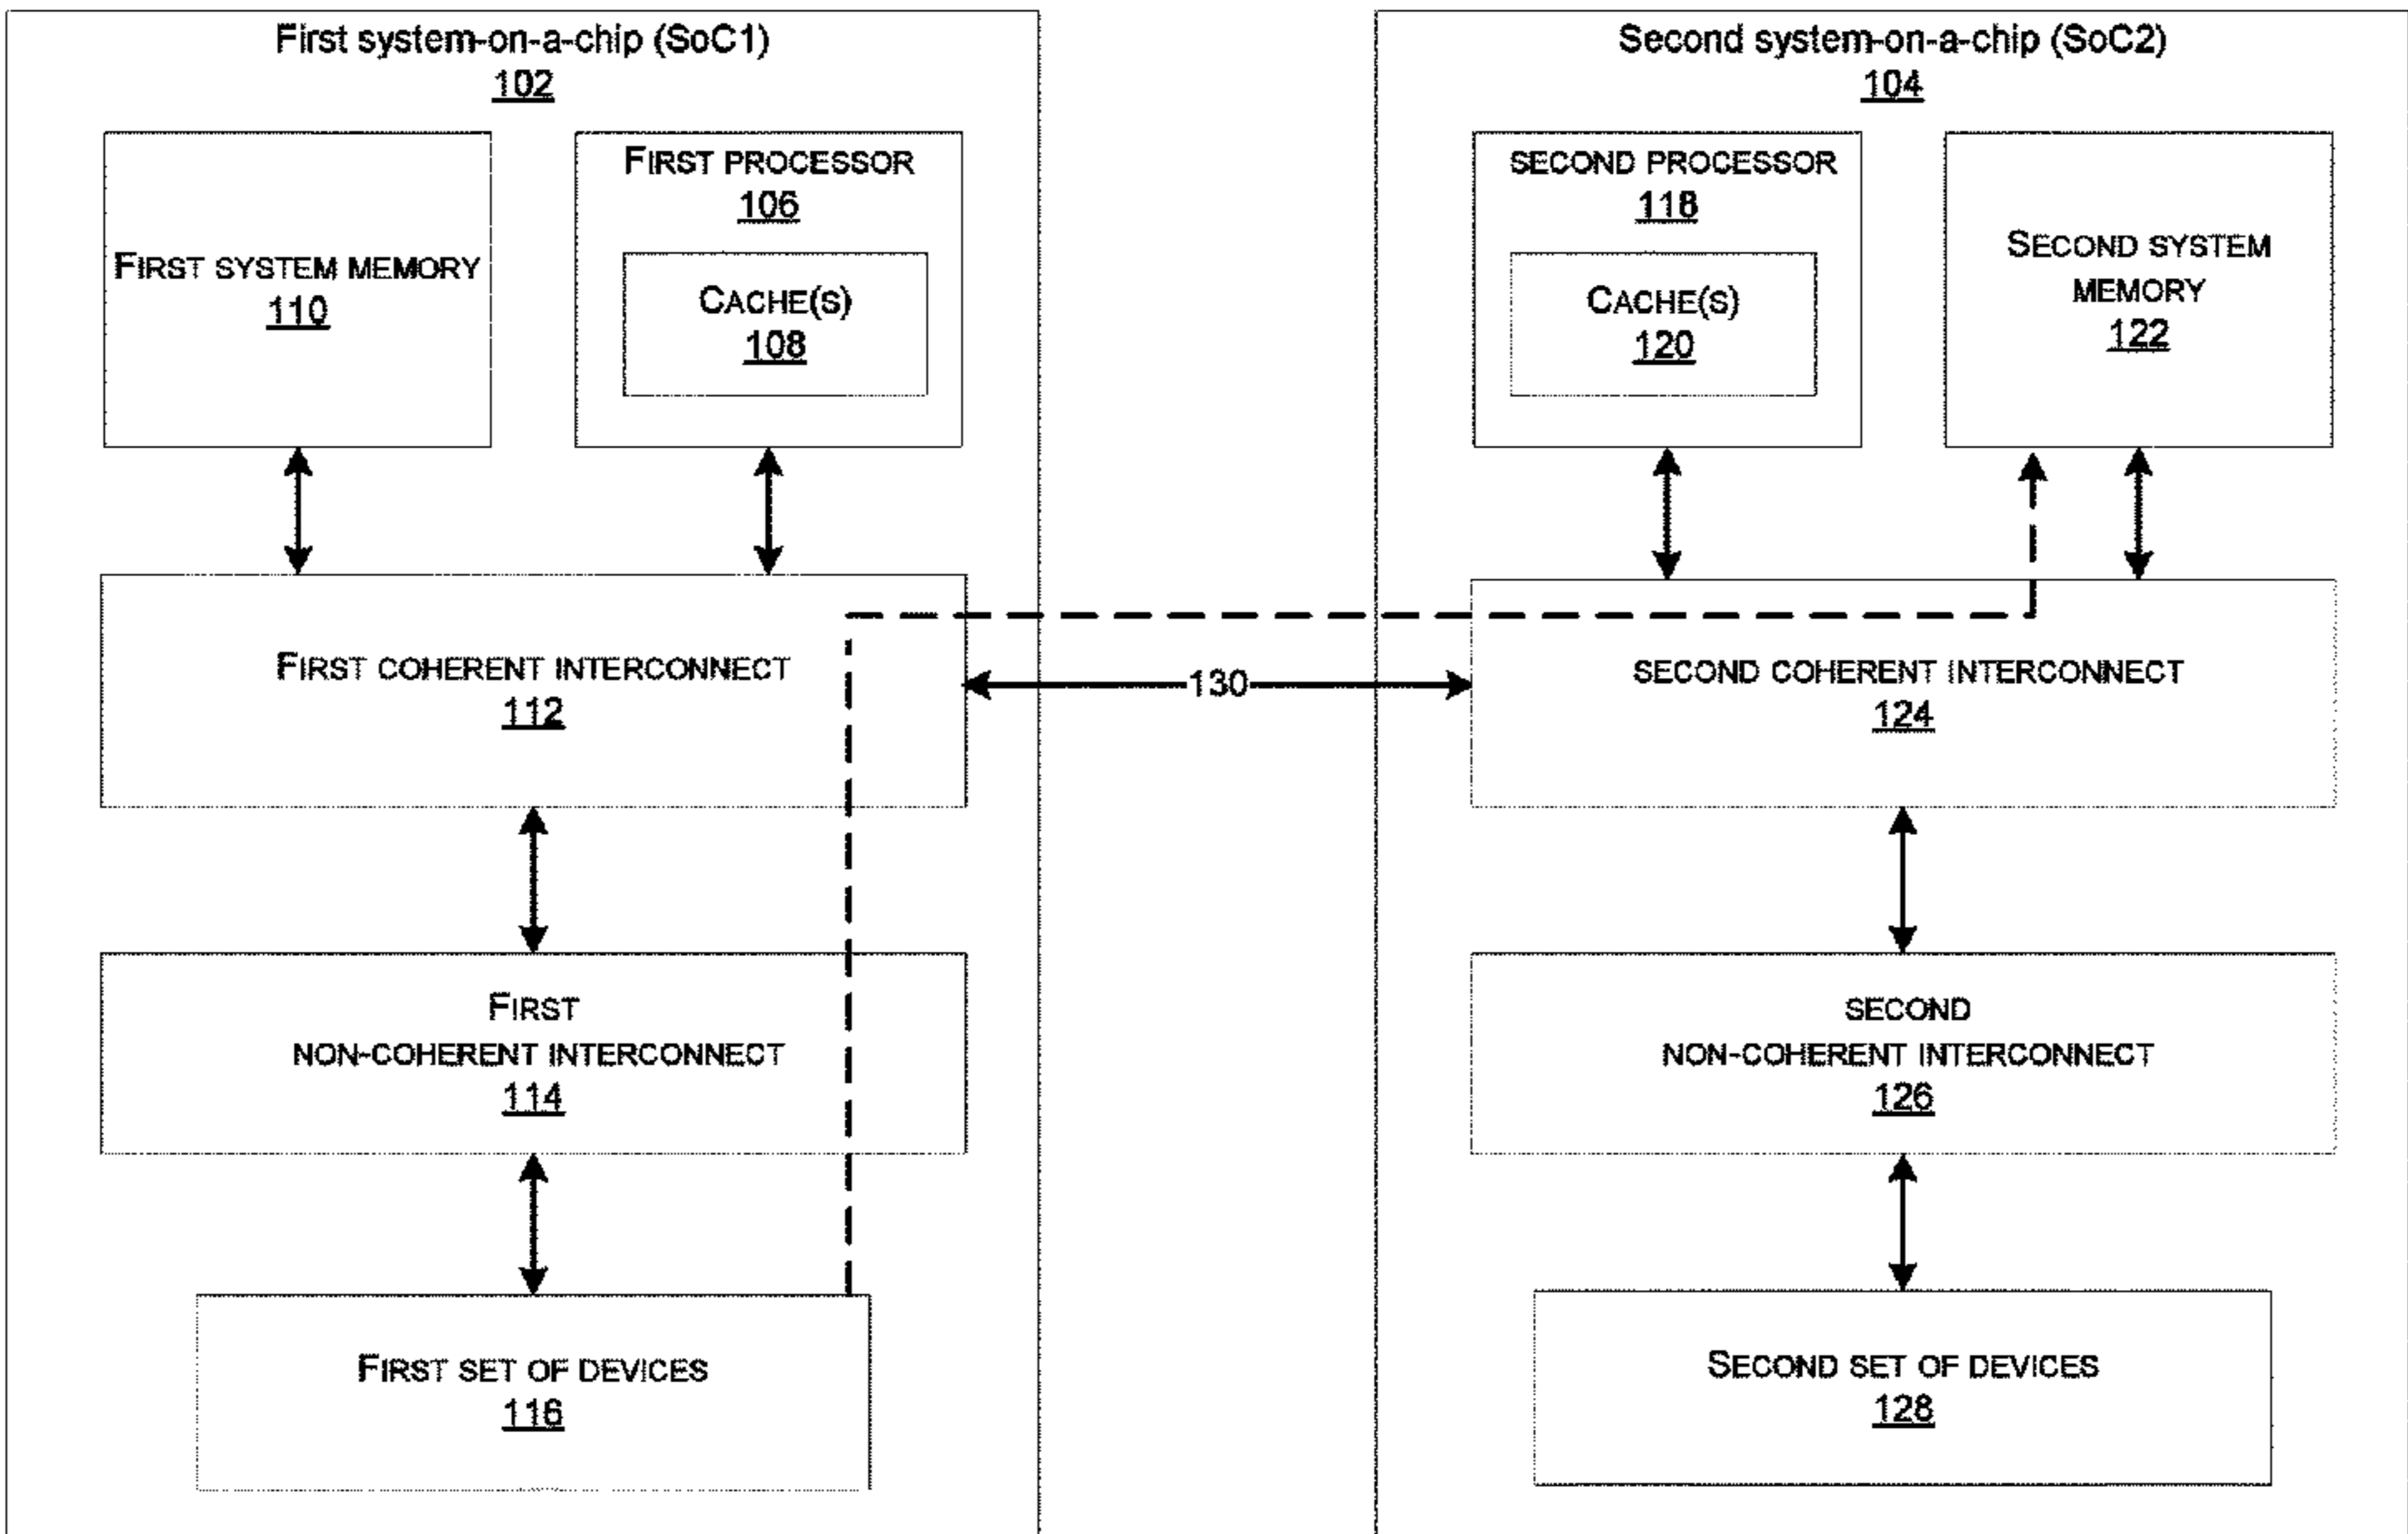 First system-on-a-chip (SoC1)
102
FIRST SYSTEM MEMORY
110
FIRST PROCESSOR
106
CACHE(S)
108
FIRST COHERENT INTERCONNECT
112
FIRST
NON-COHERENT INTERCONNECT
114
FIRST SET OF DEVICES
116
130
Second system-on-a-chip (SoC2)
104
SECOND PROCESSOR
118
CACHE(S)
120
SECOND SYSTEM
MEMORY
122
SECOND COHERENT INTERCONNECT
124
SECOND
NON-COHERENT INTERCONNECT
126
SECOND SET OF DEVICES
128